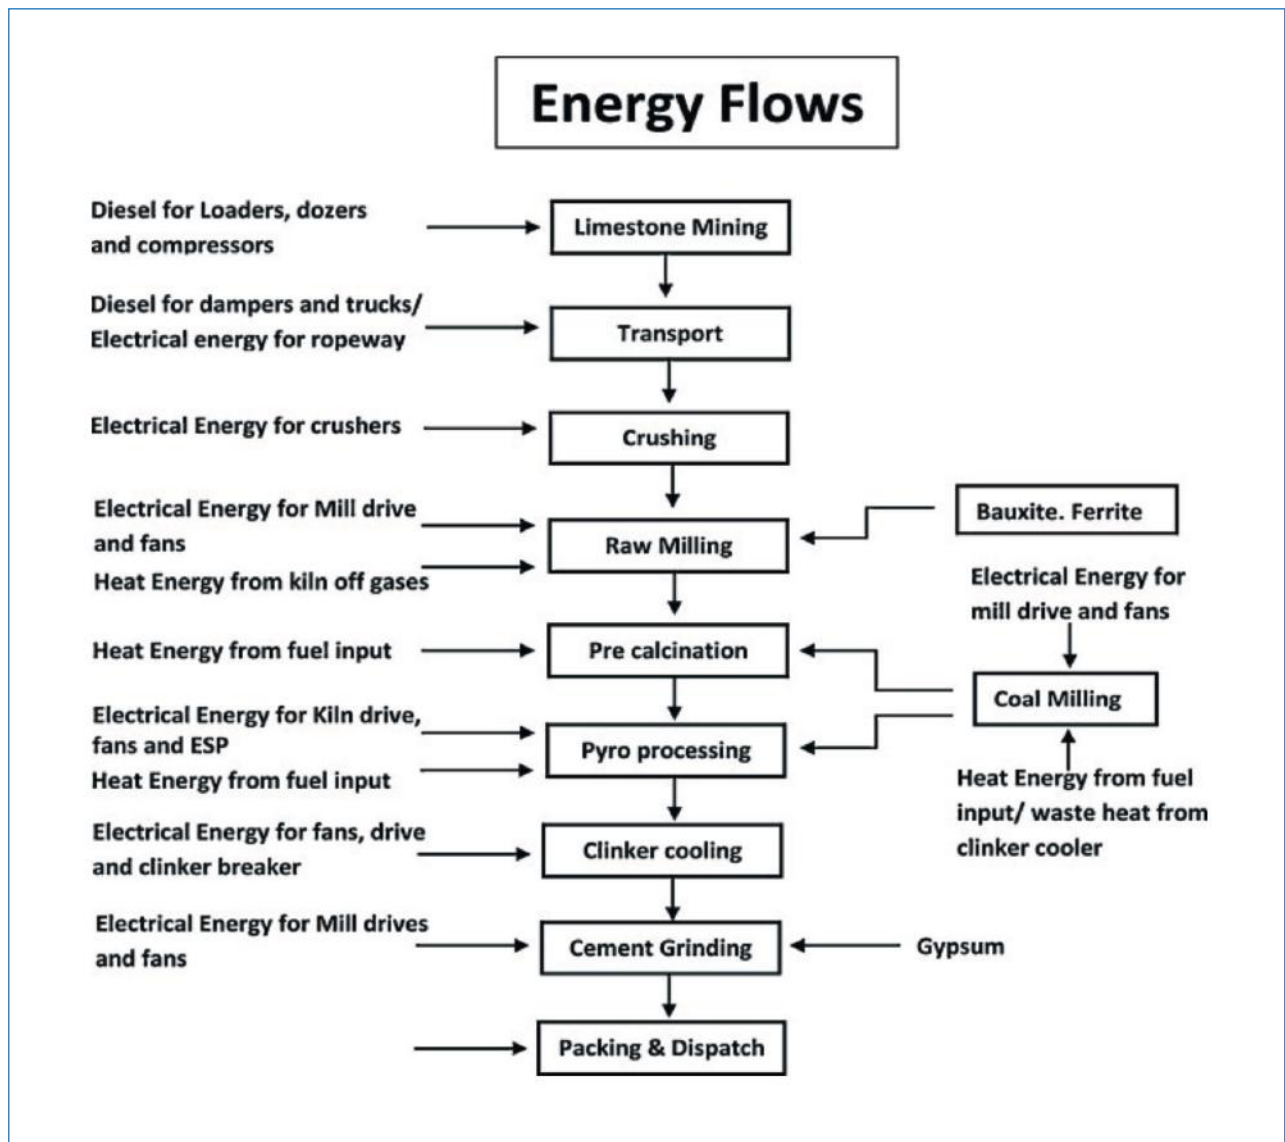 Energy Flows
Diesel for Loaders, dozers
and compressors
Limestone Mining
Diesel for dampers and trucks/
Electrical energy for ropeway
Transport
Electrical Energy for crushers
Crushing
Electrical Energy for Mill drive
and fans
Heat Energy from kiln off gases
Raw Milling
Bauxite. Ferrite
Electrical Energy for
mill drive and fans
Heat Energy from fuel input
Pre calcination
Coal Milling
Electrical Energy for Kiln drive,
fans and ESP
Heat Energy from fuel input
Pyro processing
Heat Energy from fuel
input/ waste heat from
clinker cooler
Electrical Energy for fans, drive
and clinker breaker
Clinker cooling
Electrical Energy for Mill drives
and fans
Cement Grinding
Gypsum
Packing & Dispatch